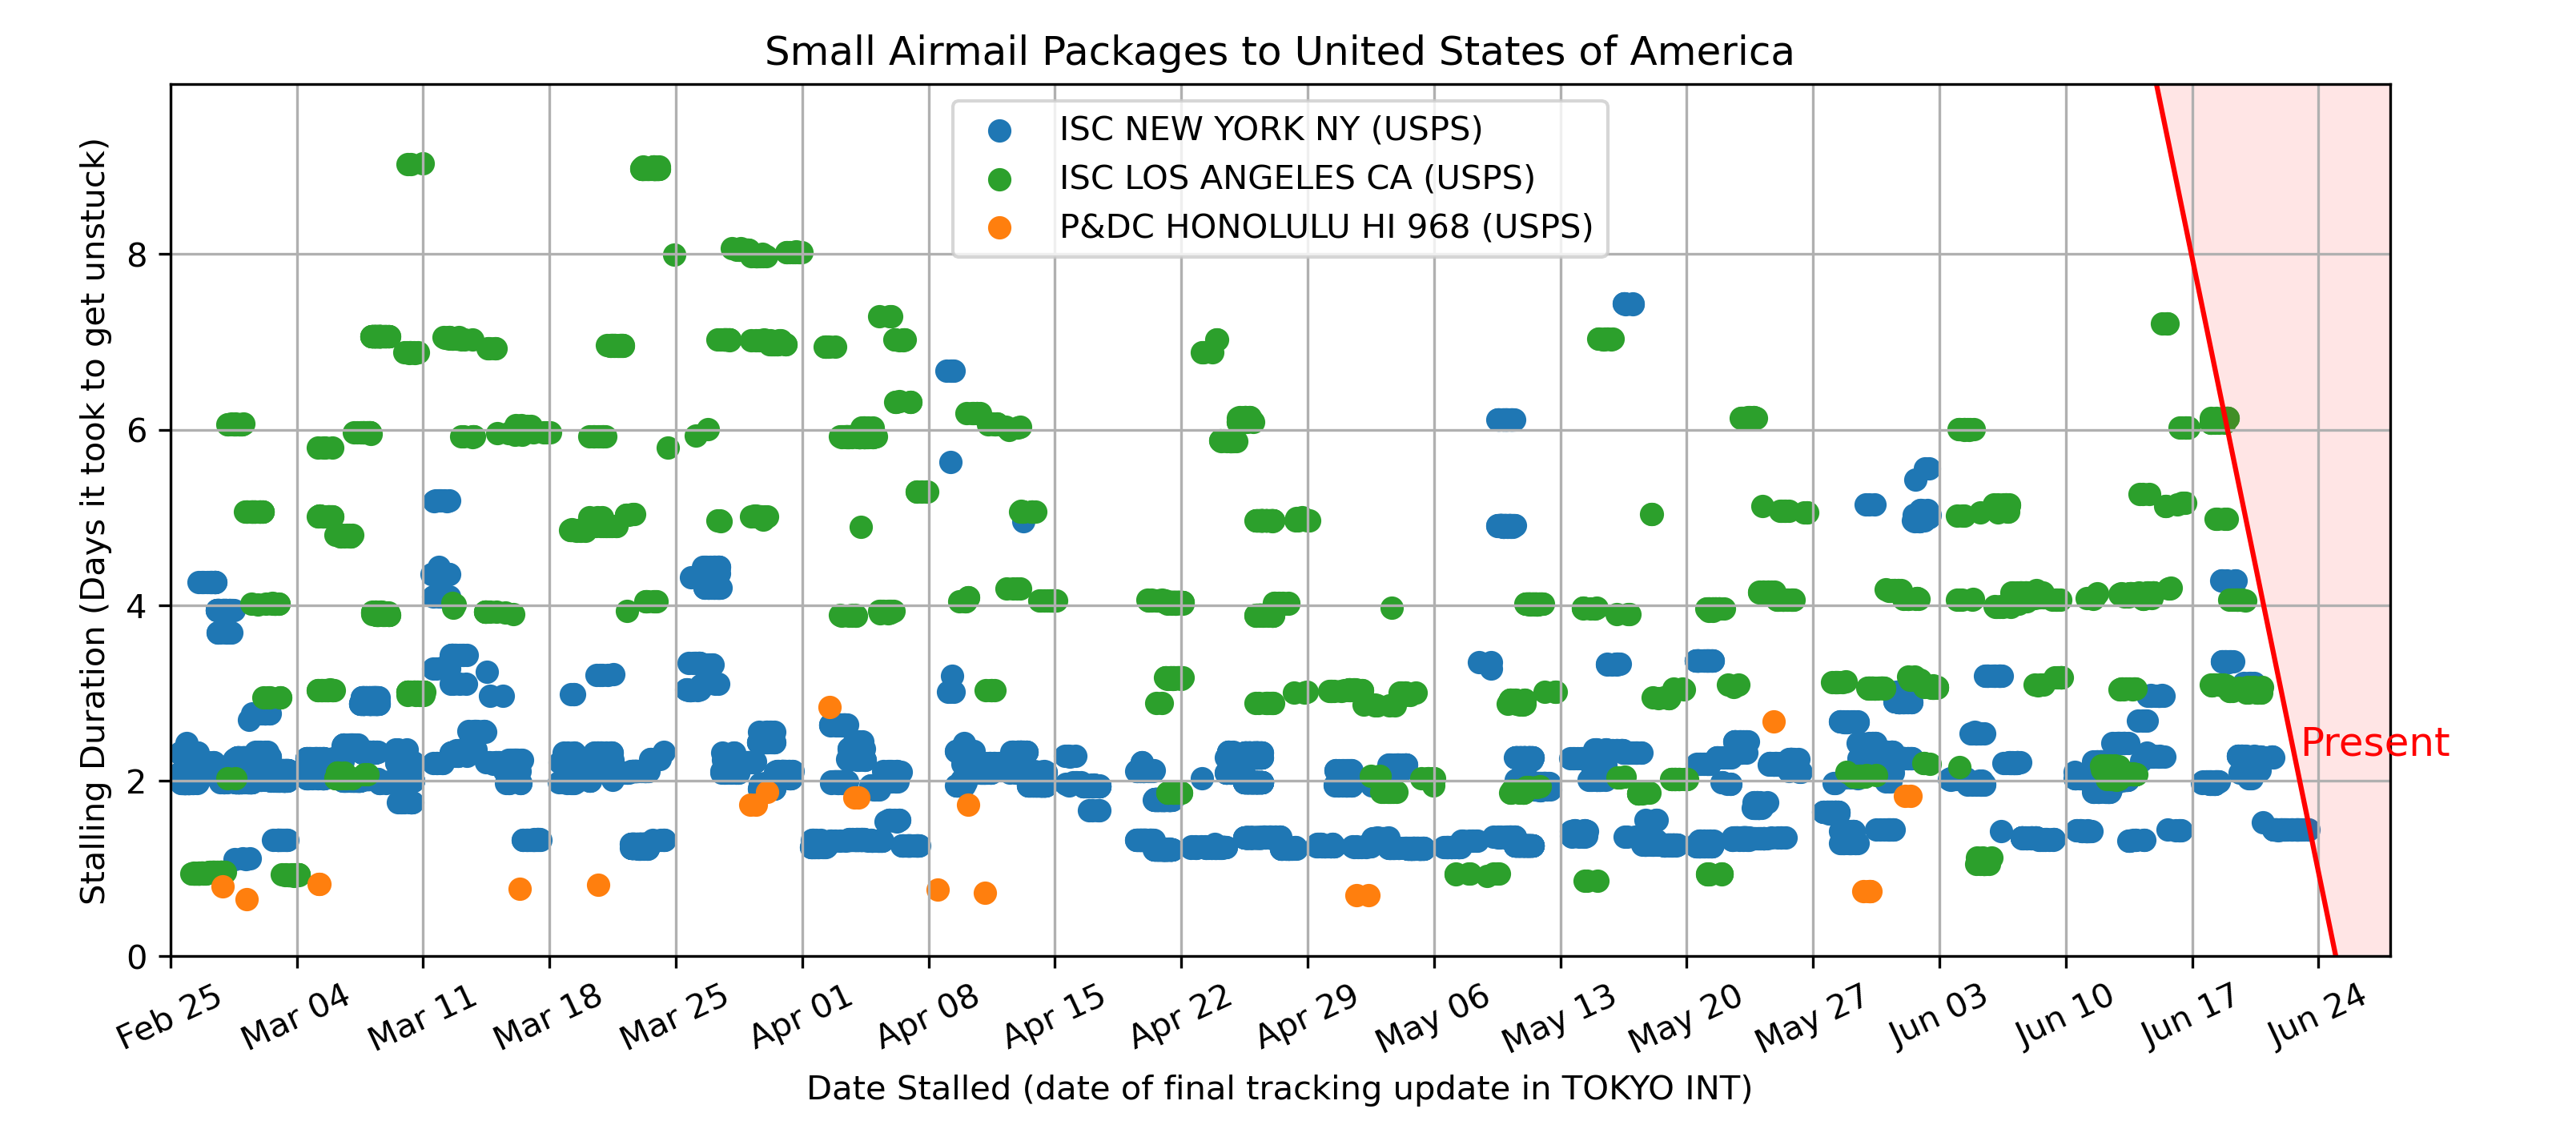 Small Airmail Packages to United States of America
ISC NEW YORK NY (USPS)
ISC LOS ANGELES CA (USPS)
P&DC HONOLULU HI 968 (USPS)
Stalling Duration (Days it took to get unstuck)
8
6
4
2
0
Present
Feb 25
Mar 04
Mar 11
Mar 18
Mar 25
Apr 01
Apr 08
Apr 15
Apr 22
Apr 29
May 06
May 13
May 20
May 27
Jun 03
Jun 10
Jun 17
Jun 24
Date Stalled (date of final tracking update in TOKYO INT)